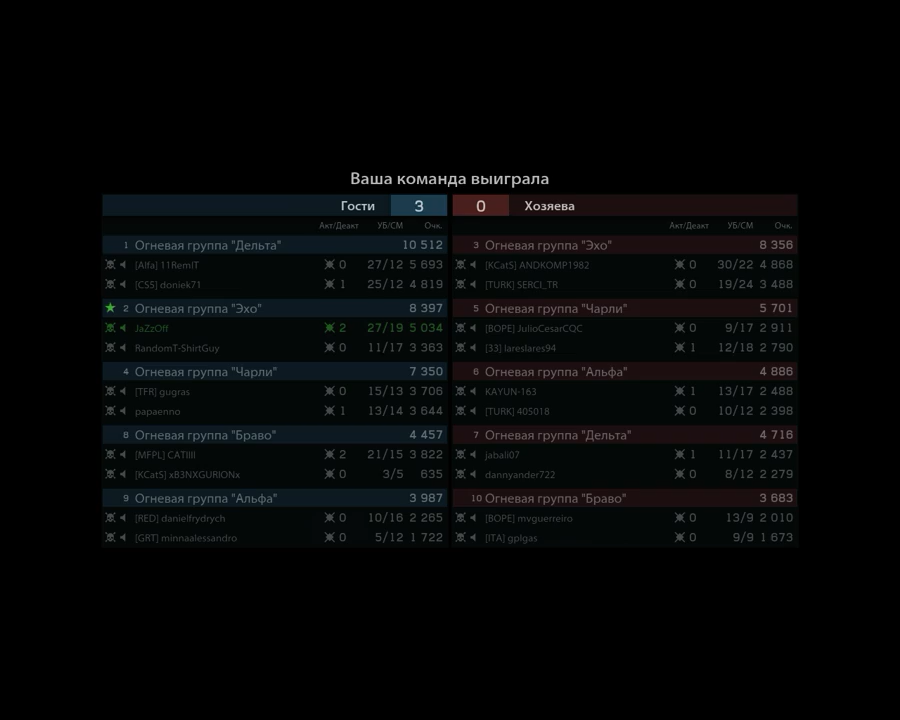 Ваша команда выиграла
Гости 3
Акт/Деакт УБ/СМ Очк.
1 Огневая группа "Дельта" 10 512
[Alfa] 11RemIT 0 27/12 5 693
[CSS] doniek71 1 25/12 4 819
2 Огневая группа "Эхо" 8 397
JaZzOff 2 27/19 5 034
RandomT-ShirtGuy 0 11/17 3 363
4 Огневая группа "Чарли" 7 350
[TFR] gugras 0 15/13 3 706
papaenno 1 13/14 3 644
8 Огневая группа "Браво" 4 457
[MFPL] CATIIII 2 21/15 3 822
[KCatS] xB3NXGURIONx 0 3/5 635
9 Огневая группа "Альфа" 3 987
[RED] danielfrydrych 0 10/16 2 265
[GRT] minnaalessandro 0 5/12 1 722
0 Хозяева
Акт/Деакт УБ/СМ Очк.
3 Огневая группа "Эхо" 8 356
[KCatS] ANDKOMP1982 0 30/22 4 868
[TURK] SERCI_TR 0 19/24 3 488
5 Огневая группа "Чарли" 5 701
[BOPE] JulioCesarCQC 0 9/17 2 911
[33] lareslares94 1 12/18 2 790
6 Огневая группа "Альфа" 4 886
KAYUN-163 1 13/17 2 488
[TURK] 405018 0 10/12 2 398
7 Огневая группа "Дельта" 4 716
jabali07 1 11/17 2 437
dannyander722 0 8/12 2 279
10 Огневая группа "Браво" 3 683
[BOPE] mvguerreiro 0 13/9 2 010
[ITA] gplgas 0 9/9 1 673